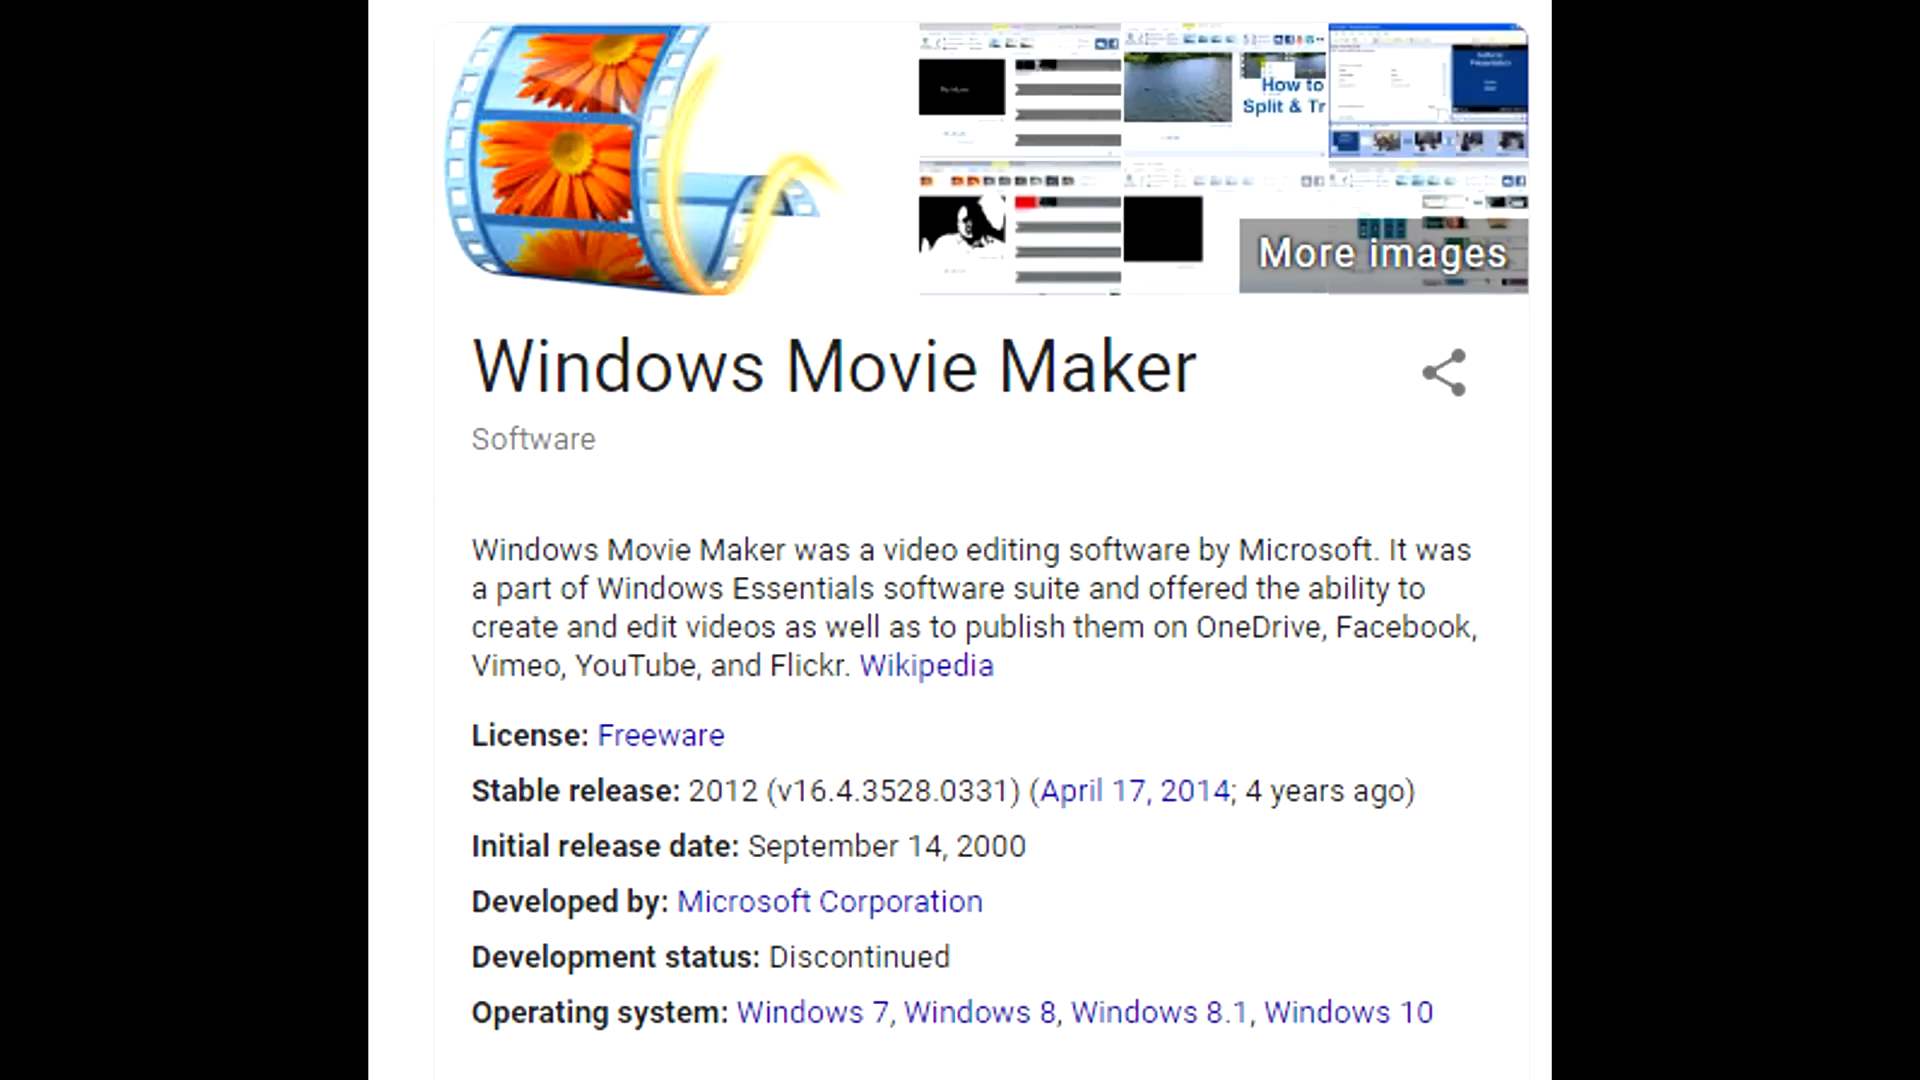 How to
Split & Tr
More images
Windows Movie Maker
Software
Windows Movie Maker was a video editing software by Microsoft. It was
a part of Windows Essentials software suite and offered the ability to
create and edit videos as well as to publish them on OneDrive, Facebook,
Vimeo, YouTube, and Flickr. Wikipedia
License: Freeware
Stable release: 2012 (v16.4.3528.0331) (April 17, 2014; 4 years ago)
Initial release date: September 14, 2000
Developed by: Microsoft Corporation
Development status: Discontinued
Operating system: Windows 7, Windows 8, Windows 8.1, Windows 10